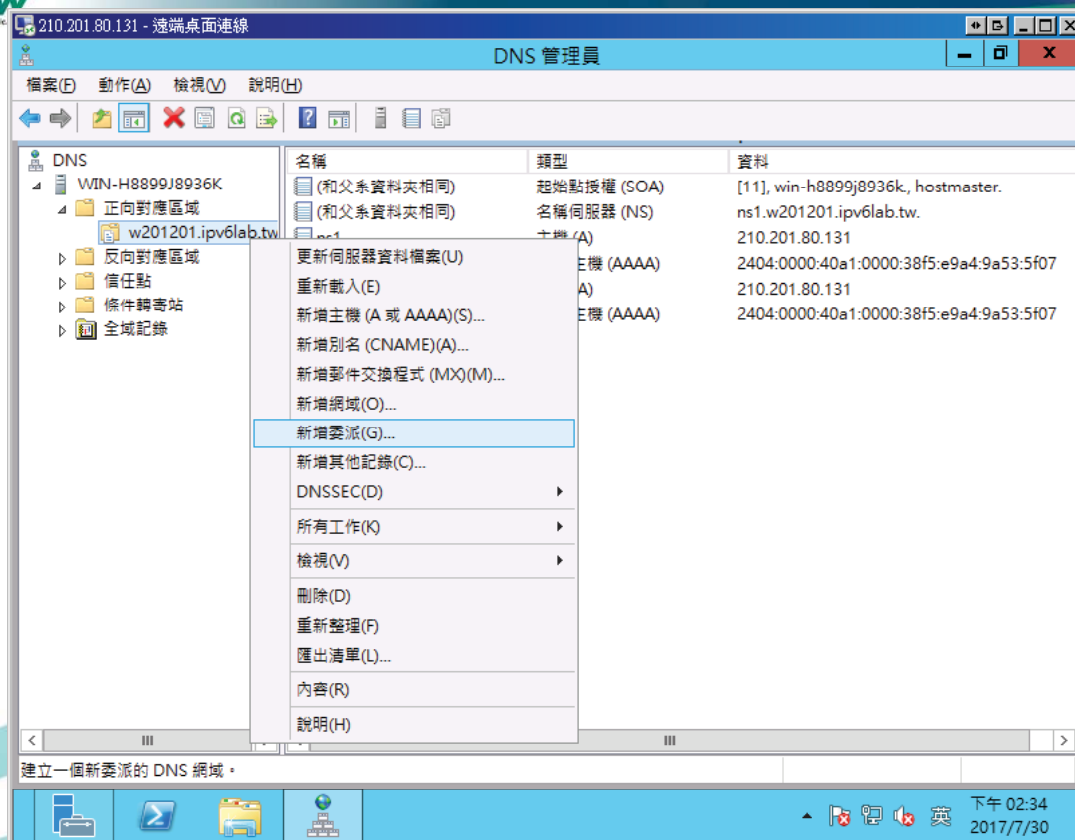 210.201.80.131 - 遠端桌面連線
DNS 管理員
檔案(F) 動作(A) 檢視(V) 說明(H)
DNS
WIN-H8899J8936K
正向對應區域
w201201.ipv6lab.tw
反向對應區域
信任點
條件轉寄站
全域記錄
名稱 類型 資料
(和父系資料夾相同) 起始點授權 (SOA) [11], win-h8899j8936k., hostmaster.
(和父系資料夾相同) 名稱伺服器 (NS) ns1.w201201.ipv6lab.tw.
ns1 主機 (A) 210.201.80.131
主機 (AAAA) 2404:0000:40a1:0000:38f5:e9a4:9a53:5f07
A) 210.201.80.131
主機 (AAAA) 2404:0000:40a1:0000:38f5:e9a4:9a53:5f07
更新伺服器資料檔案(U)
重新載入(E)
新增主機 (A 或 AAAA)(S)...
新增別名 (CNAME)(A)...
新增郵件交換程式 (MX)(M)...
新增網域(O)...
新增委派(G)...
新增其他記錄(C)...
DNSSEC(D)
所有工作(K)
檢視(V)
刪除(D)
重新整理(F)
匯出清單(L)...
內容(R)
說明(H)
建立一個新委派的 DNS 網域。
英
下午 02:34
2017/7/30